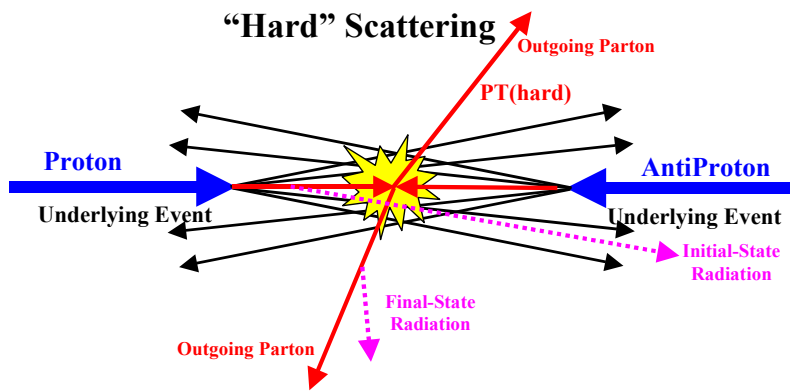 “Hard” Scattering
Outgoing Parton
PT(hard)
Proton
AntiProton
Underlying Event
Underlying Event
Initial-State
Radiation
Final-State
Radiation
Outgoing Parton